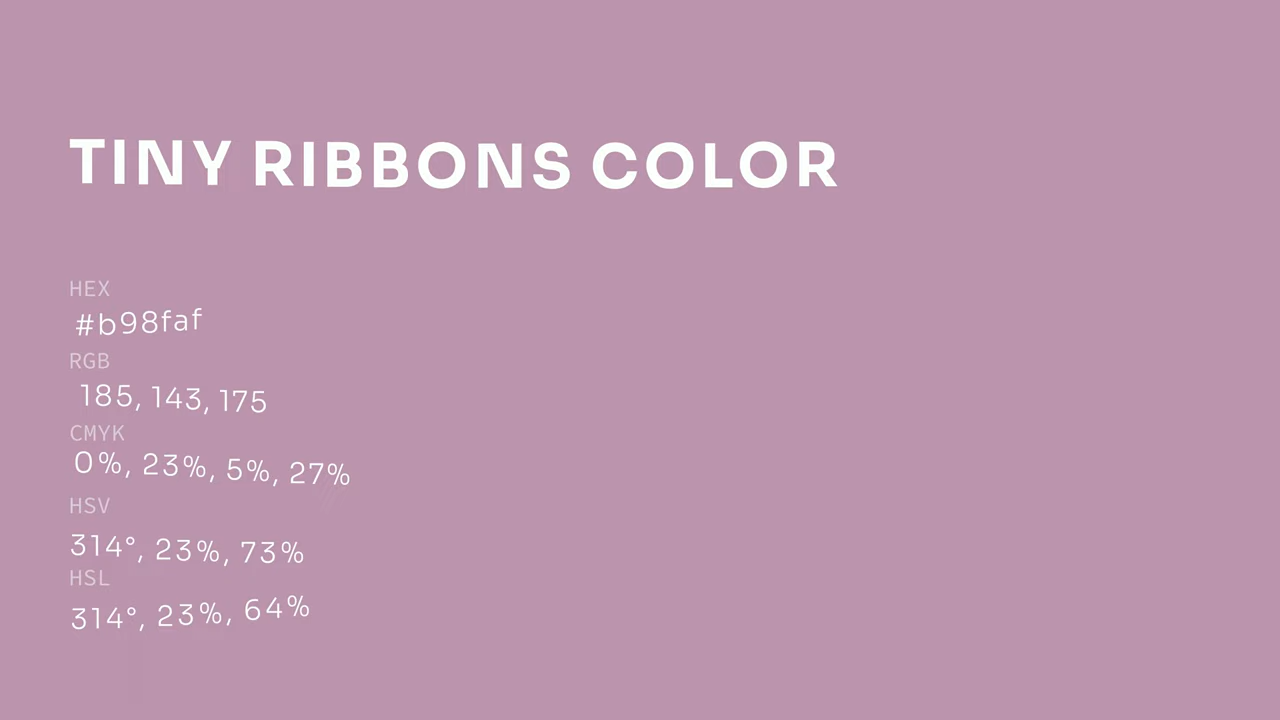 TINY RIBBONS COLOR
HEX
#b98faf
RGB
185, 143, 175
CMYK
0%, 23%, 5%, 27%
HSV
314°, 23%, 73%
HSL
314°, 23%, 64%